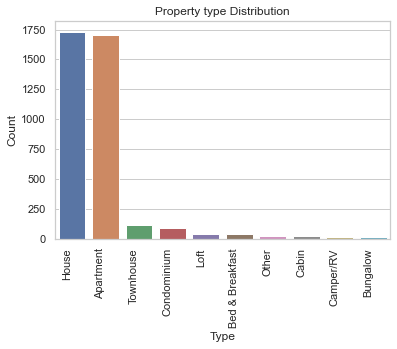 Property type Distribution
1750
1500
1250
1000
750
500
250
0
Count
House
Apartment
Townhouse
Condominium
Loft
Bed & Breakfast
Other
Cabin
Camper/RV
Bungalow
Type